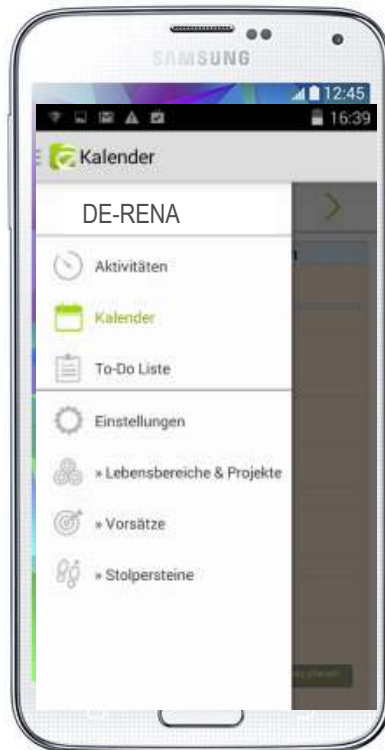 SAMSUNG
12:45
16:39
Kalender
DE-RENA
Aktivitäten
Kalender
To-Do Liste
Einstellungen
» Lebensbereiche & Projekte
» Vorsätze
» Stolpersteine